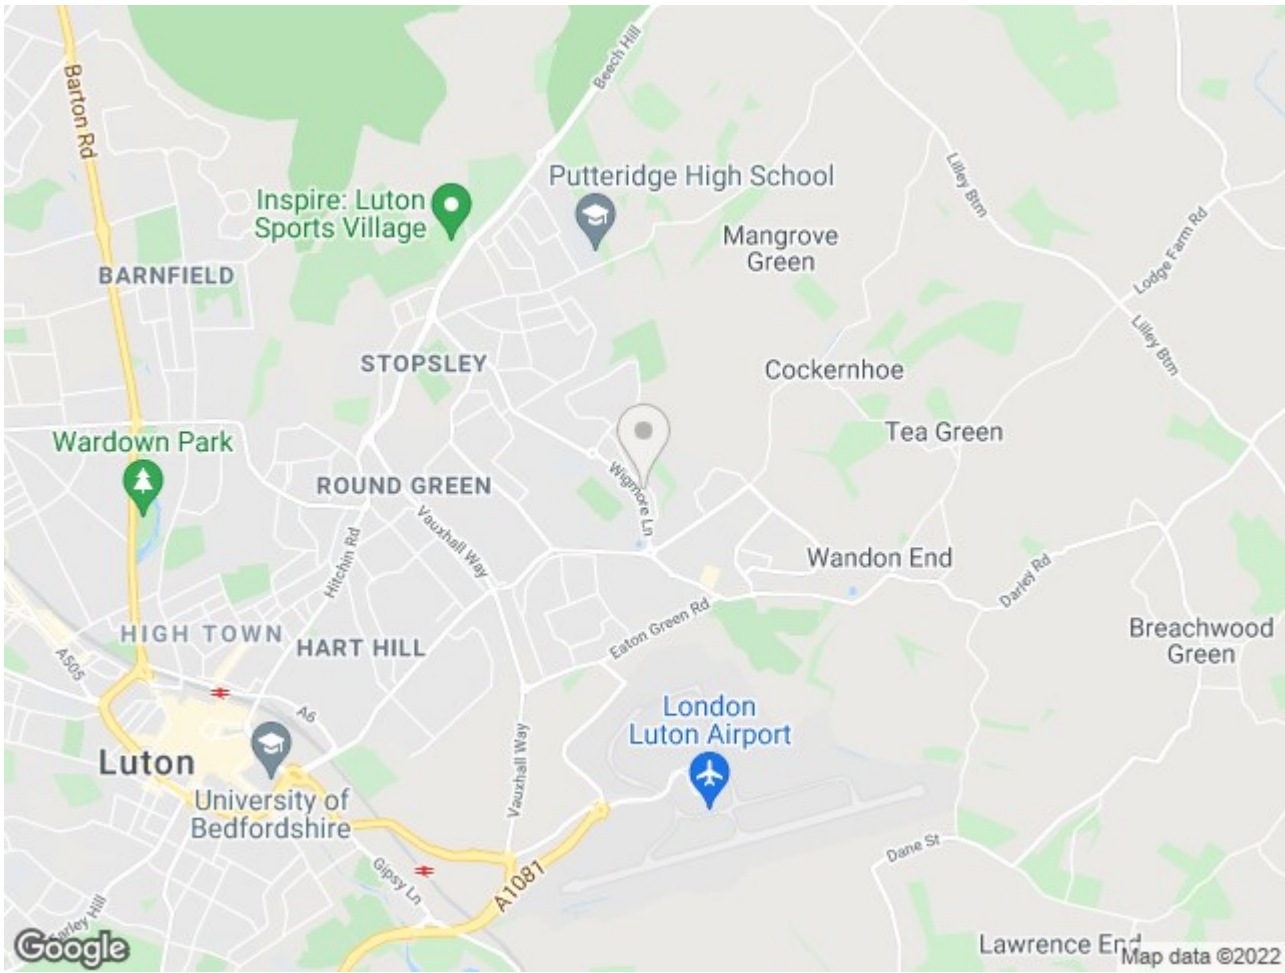 Barton Rd
Beech Hill
Putteridge High School
Inspire: Luton
Sports Village
Lilley Btm
Mangrove
Green
Lodge Farm Rd
BARNFIELD
Lilley Btm
STOPSLEY
Cockernhoe
Tea Green
Wardown Park
ROUND GREEN
Wigmore Ln
Vauxhall Way
Hitchin Rd
Wandon End
Darley Rd
Eaton Green Rd
HIGH TOWN
HART HILL
Breachwood
Green
A505
A6
London
Luton Airport
Luton
Vauxhall Way
University of
Bedfordshire
Dane St
Gipsy Ln
A1081
arley Hill
Lawrence End
Google
Map data ©2022